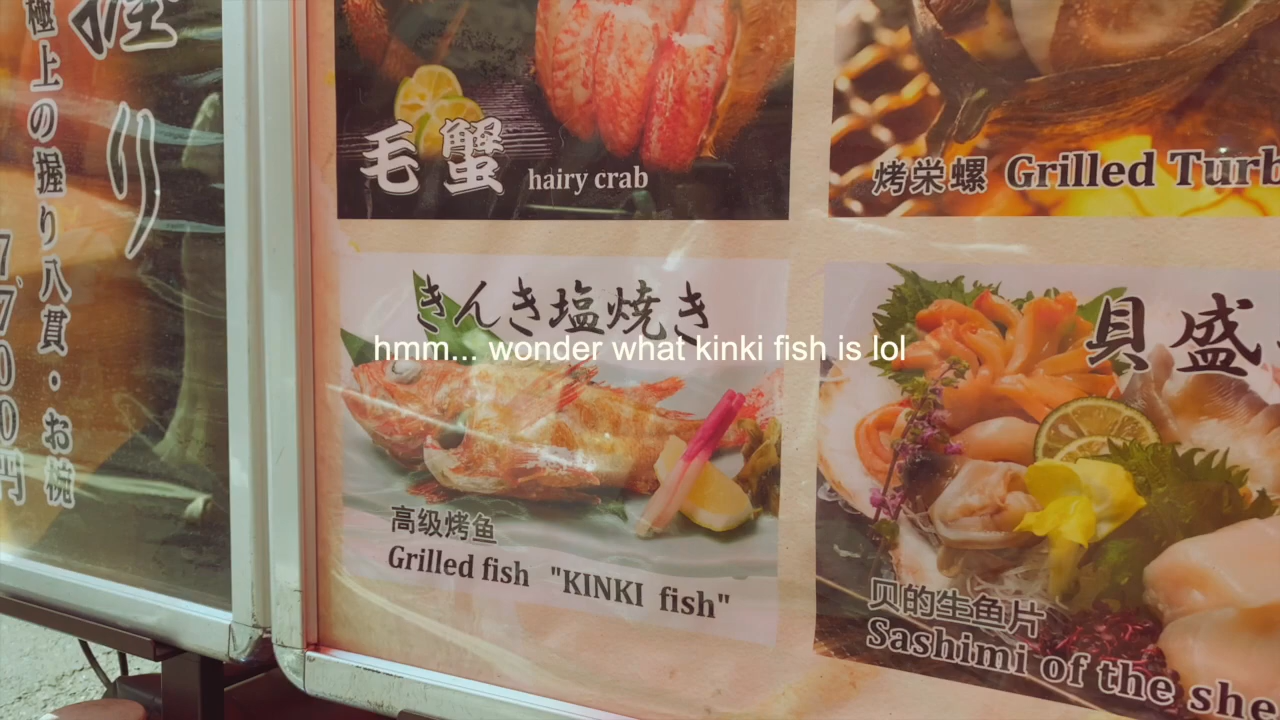 極上の握り八貫・お椀
握り
7,700円
毛蟹
hairy crab
烤栄螺 Grilled Turb
きんき塩焼き
hmm... wonder what kinki fish is lol
高级烤鱼
Grilled fish "KINKI fish"
貝盛
贝的生鱼片
Sashimi of the she